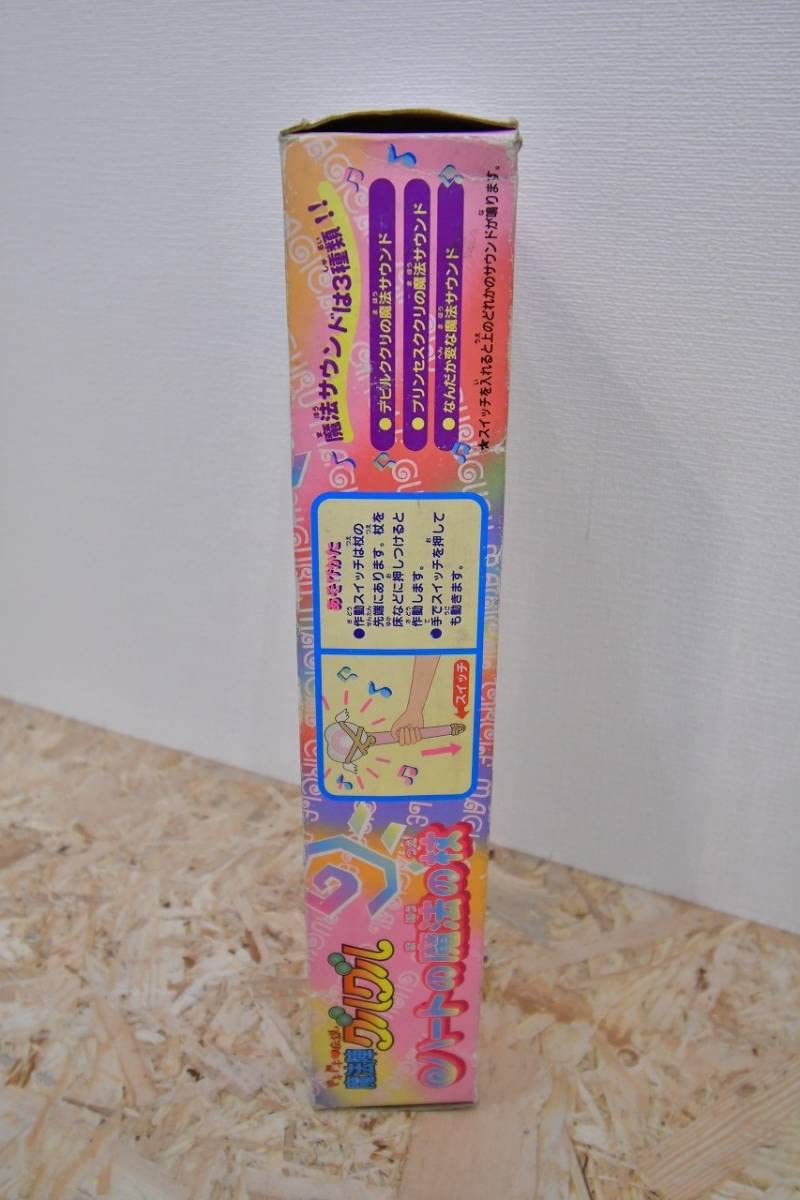 ドキドキ♡伝説
魔法陣グルグル
ハートの魔法の杖
スイッチ
あそびかた
●作動スイッチは杖の
先端にあります。杖を
床などに押しつけると
作動します。
●手でスイッチを押して
も動きます。
魔法サウンドは3種類!!
●デビルククリの魔法サウンド
●プリンセスククリの魔法サウンド
●なんだか変な魔法サウンド
★スイッチを入れると上のどれかのサウンドが鳴ります。